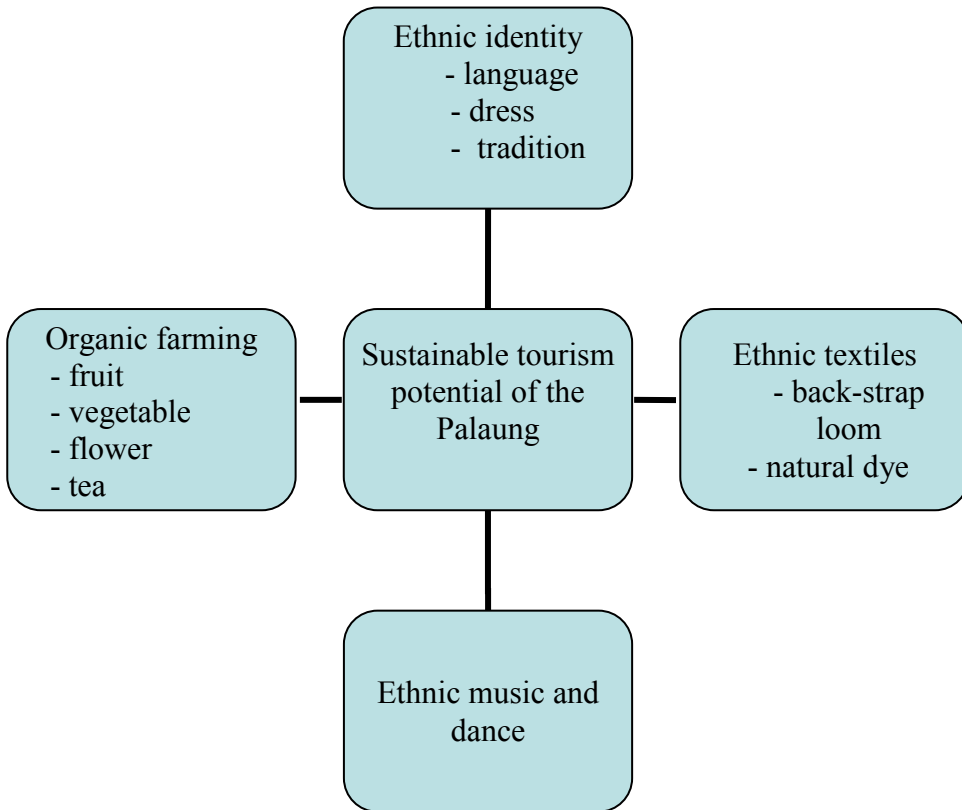 Ethnic identity
- language
- dress
- tradition
Organic farming
- fruit
- vegetable
- flower
- tea
Sustainable tourism
potential of the
Palaung
Ethnic textiles
- back-strap
loom
- natural dye
Ethnic music and
dance